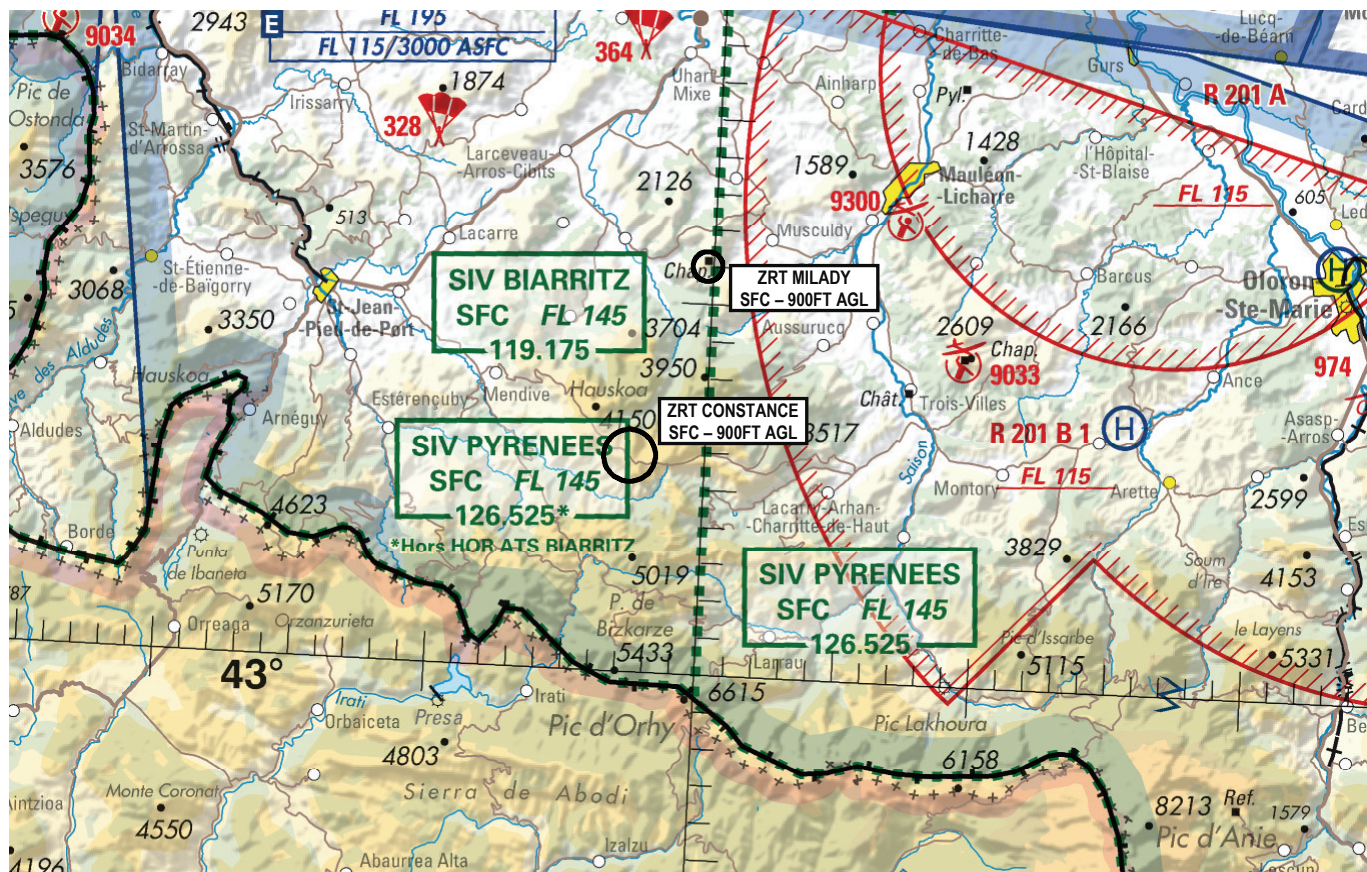 9034
2943
E
FL 195
FL 115/3000 ASFC
364
Charritte-
-de-Bas
Lucq-
-de-Béarn
Bidarray
1874
Uhart-
Mixe
Ainharp
Gurs
Pic de
Ostonda
Irissarry
Pyl.
R 201 A
St-Martin-
-d'Arrossa
328
Larceveau-
-Arros-Cibits
1428
l'Hôpital-
-St-Blaise
3576
1589
Mauléon-
-Licharre
2126
9300
FL 115
605
513
Lacarre
Musculdy
St-Étienne-
-de-Baïgorry
SIV BIARRITZ
SFC FL 145
119.175
Chap.
ZRT MILADY
SFC – 900FT AGL
Barcus
Oloron-
-Ste-Marie
H
3068
St-Jean-
-Pied-de-Port
3350
3704
Aussurucq
2609
Chap.
9033
2166
974
Hauskoa
3950
Hauskoa
Ance
Arnéguy
Estérençuby
Mendive
4150
ZRT CONSTANCE
SFC – 900FT AGL
Chât.
Trois-Villes
Asasp-
-Arros
Aldudes
SIV PYRENEES
SFC FL 145
126.525*
*Hors HOR ATS BIARRITZ
3517
R 201 B 1
H
FL 115
Saison
Montory
Arette
2599
4623
Lacarry-Arhan-
-Charritte-de-Haut
Borde
Punta
de Ibaneta
5019
3829
Soum
d'Ire
4153
787
5170
Orzanzurieta
P. de
Bizkarze
SIV PYRENEES
SFC FL 145
126.525
Orreaga
5433
Larrau
Pic d'Issarbe
5115
le Layens
5331
43°
Irati
Orbaiceta
Presa
Irati
6615
Pic d'Orhy
Pic Lakhoura
4803
6158
Monte Coronat
4550
Sierra de Abodi
8213
Ref.
1579
Pic d'Anie
4196
Abaurrea Alta
Izalzu